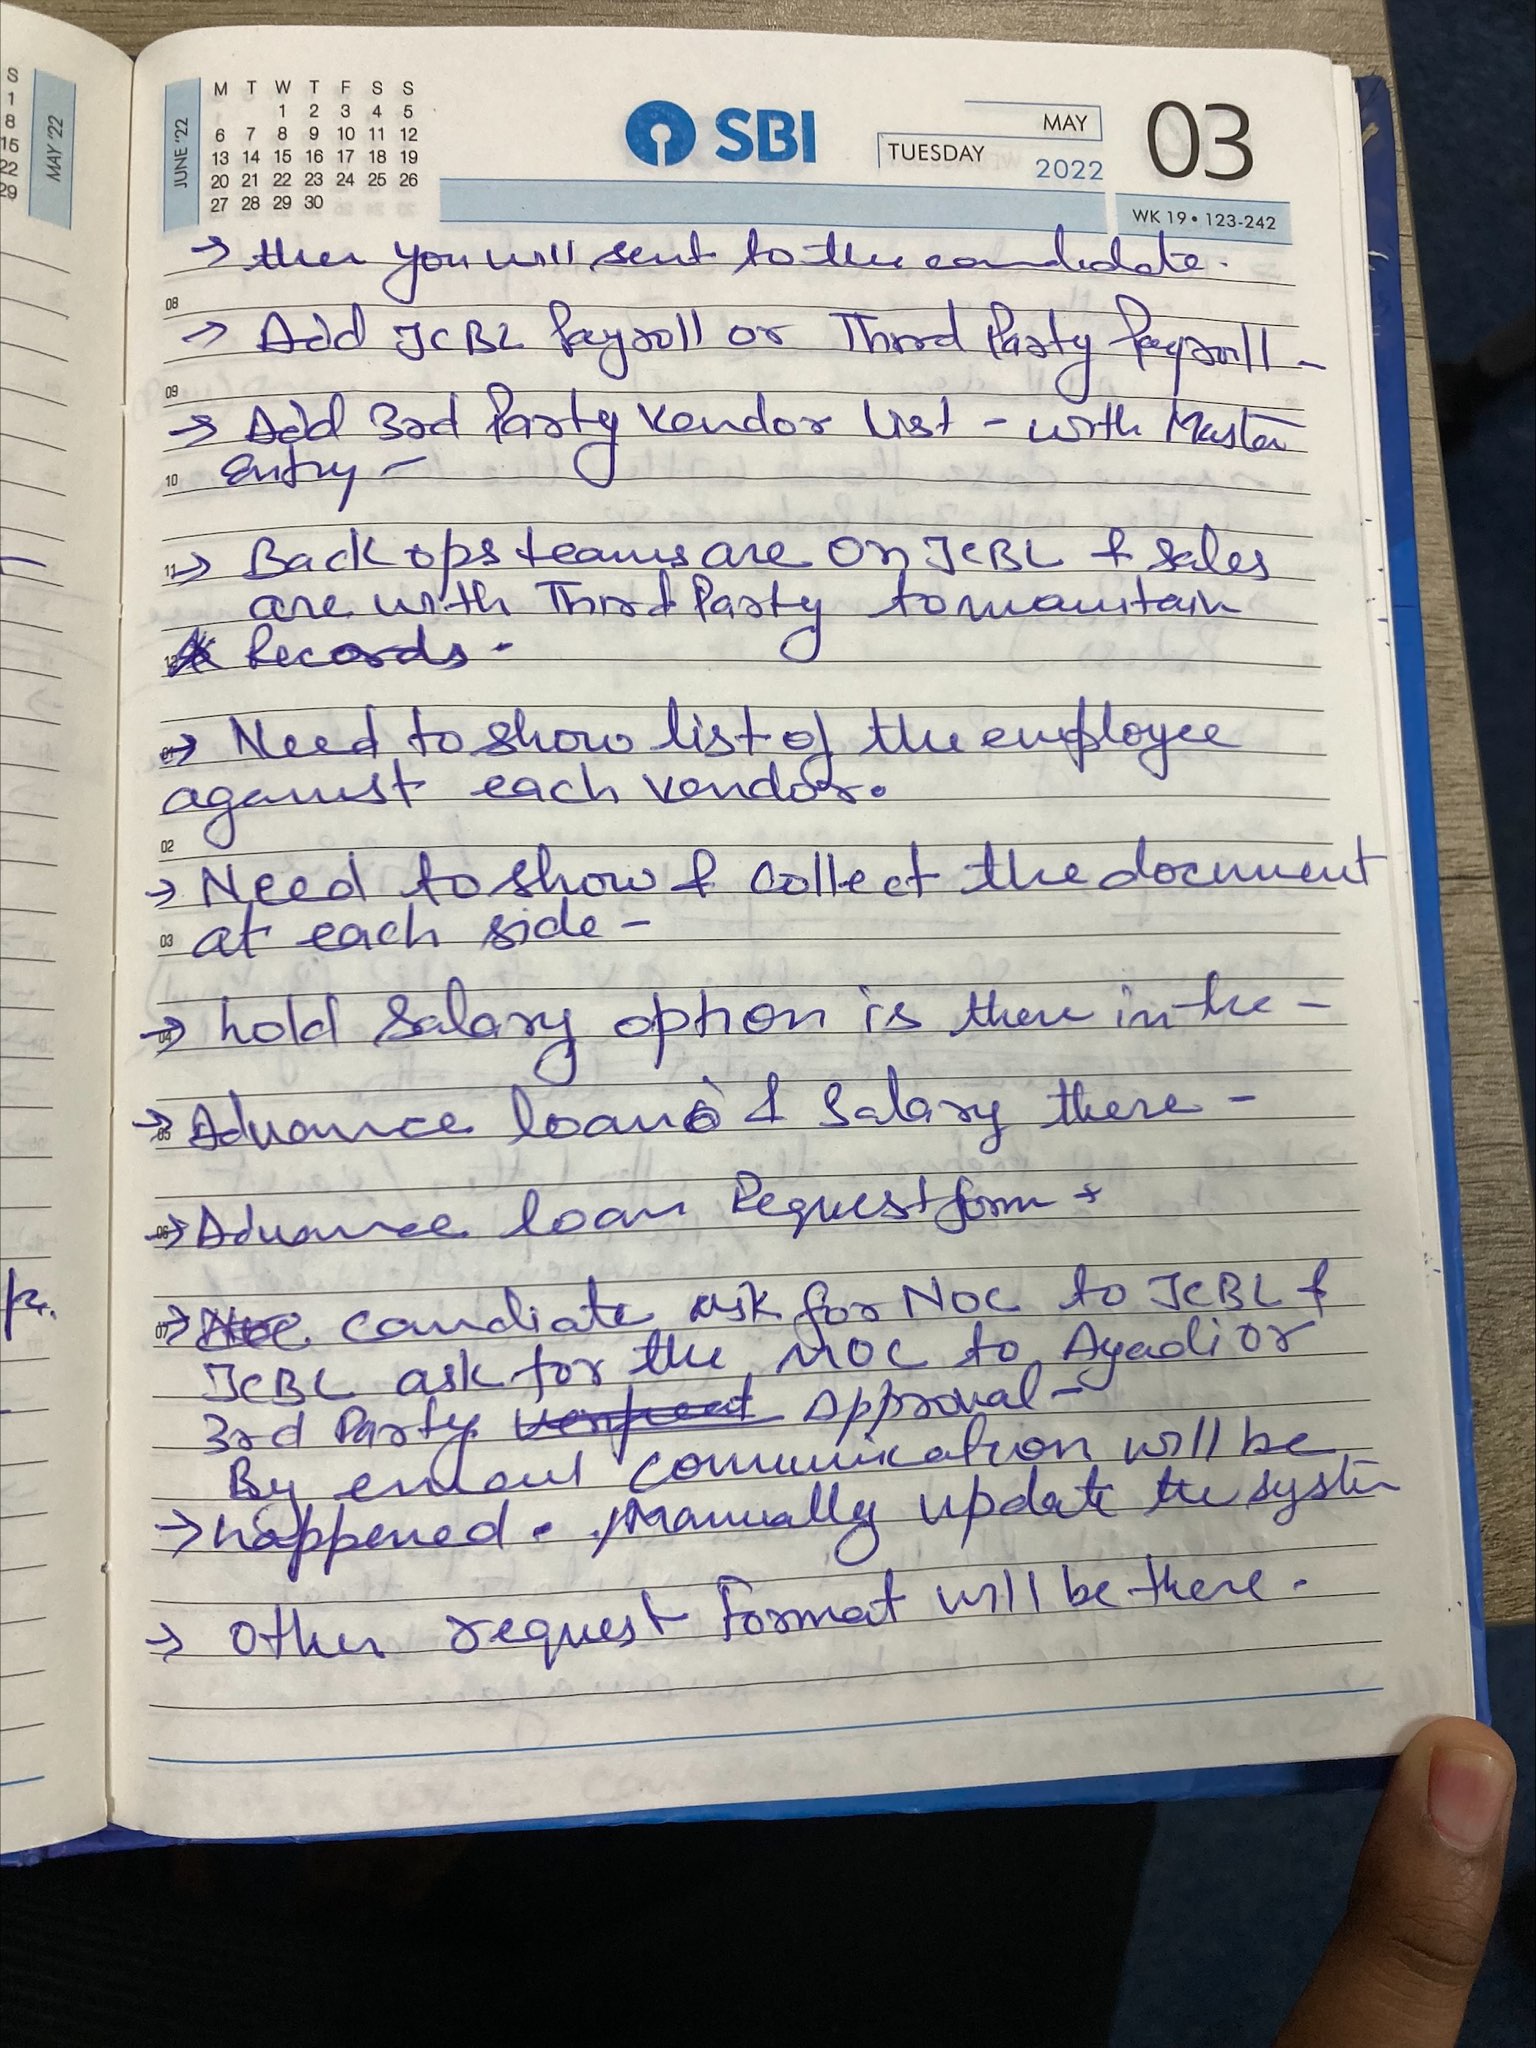 S
1
8
15
22
29
MAY '22
JUNE '22
M T W T F S S
1 2 3 4 5
6 7 8 9 10 11 12
13 14 15 16 17 18 19
20 21 22 23 24 25 26
27 28 29 30
SBI
MAY
TUESDAY
2022
03
WK 19 • 123-242
→ then you will sent to the candidate.
08
→ Add JCBL Payroll or Third Party Payroll -
09
→ Add 3rd Party Vendor List - with Master
10 Entry -
11 → Back ops teams are on JCBL & Sales
are with Third Party to maintain
12 Records -
01 → Need to show list of the employee
against each vendor.
02
→ Need to show & collect the document
03 at each side -
04 → hold Salary option is there in the -
05 → Advance loan & Salary there -
06 → Advance loan Request form
07 → candiate ask for NOC to JCBL &
JCBL ask for the NOC to Ayadi or
3rd Party Approval -
By email communication will be
→ happened. Manually update the system
→ Other request format will be there.